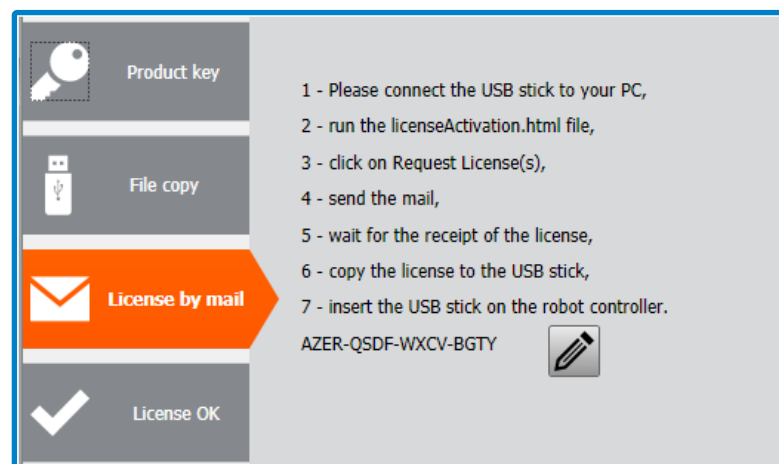 Product key
File copy
License by mail
License OK
1 - Please connect the USB stick to your PC,
2 - run the licenseActivation.html file,
3 - click on Request License(s),
4 - send the mail,
5 - wait for the receipt of the license,
6 - copy the license to the USB stick,
7 - insert the USB stick on the robot controller.
AZER-QSDF-WXCV-BGTY